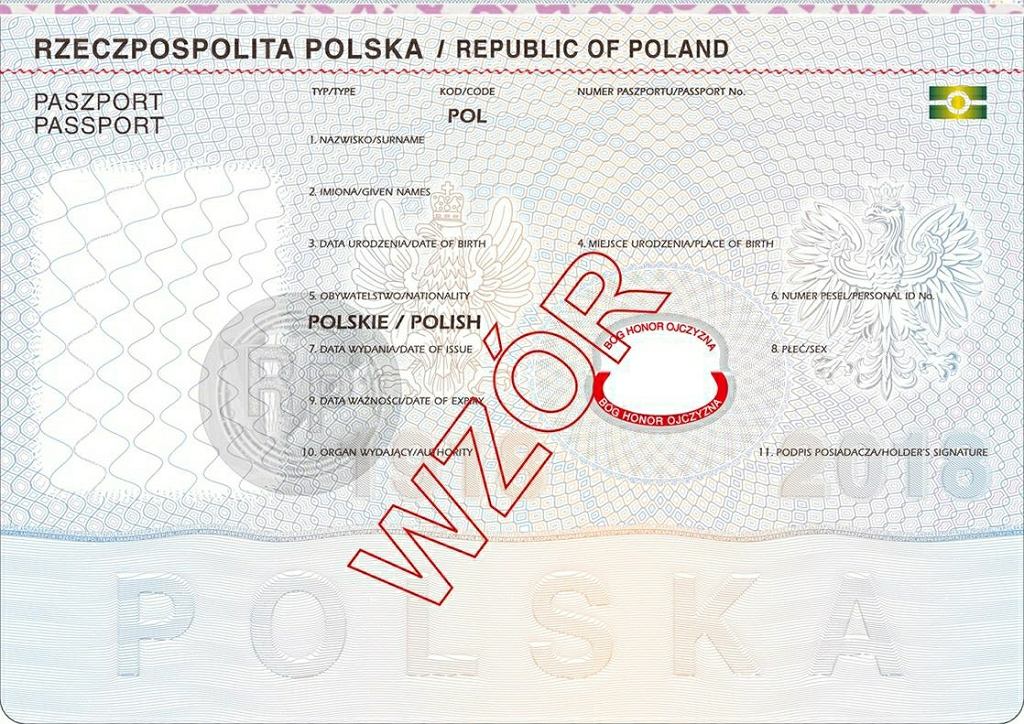 RZECZPOSPOLITA POLSKA / REPUBLIC OF POLAND
PASZPORT
PASSPORT
TYP/TYPE
KOD/CODE
NUMER PASZPORTU/PASSPORT No.
POL
1. NAZWISKO/SURNAME
2. IMIONA/GIVEN NAMES
3. DATA URODZENIA/DATE OF BIRTH
4. MIEJSCE URODZENIA/PLACE OF BIRTH
5. OBYWATELSTWO/NATIONALITY
6. NUMER PESEL/PERSONAL ID No.
POLSKIE / POLISH
7. DATA WYDANIA/DATE OF ISSUE
8. PŁEĆ/SEX
BÓG HONOR OJCZYZNA
BÓG HONOR OJCZYZNA
9. DATA WAŻNOŚCI/DATE OF EXPIRY
10. ORGAN WYDAJĄCY/AUTHORITY
11. PODPIS POSIADACZA/HOLDER'S SIGNATURE
1918
2018
WZÓR
POLSKA